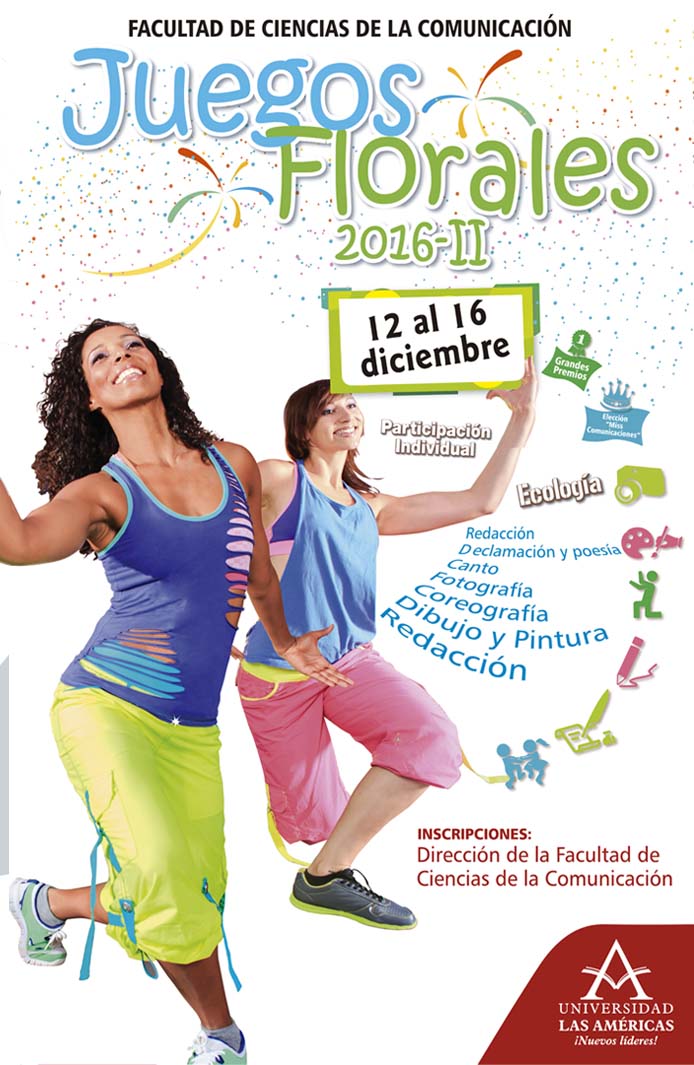 FACULTAD DE CIENCIAS DE LA COMUNICACIÓN
Juegos
Florales
2016-II
12 al 16
diciembre
1
Grandes
Premios
Elección
"Miss
Comunicaciones"
Participación
Individual
Ecología
Redacción
Declamación y poesía
Canto
Fotografía
Coreografía
Dibujo y Pintura
Redacción
INSCRIPCIONES:
Dirección de la Facultad de
Ciencias de la Comunicación
UNIVERSIDAD
LAS AMÉRICAS
¡Nuevos líderes!